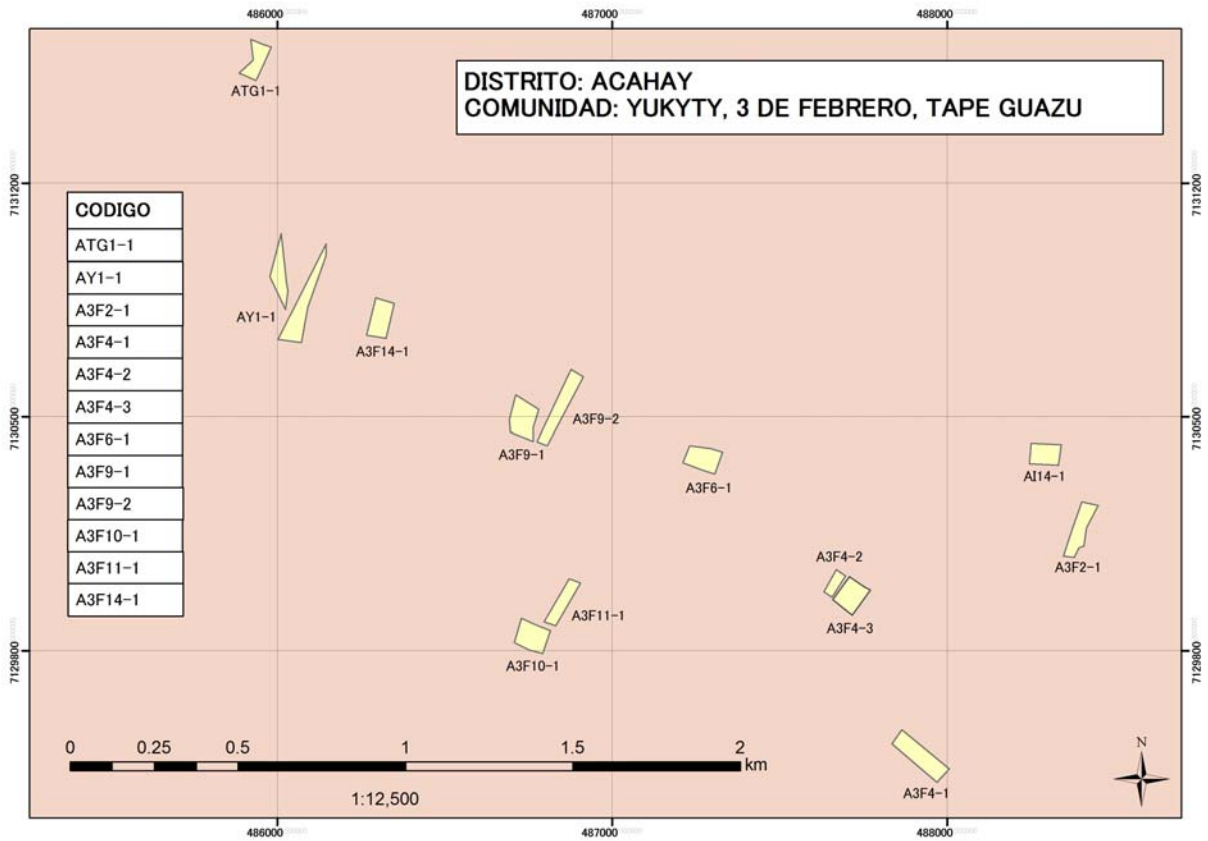 486000
487000
488000
DISTRITO: ACAHAY
COMUNIDAD: YUKYTY, 3 DE FEBRERO, TAPE GUAZU
ATG1-1
7131200
7131200
CODIGO
ATG1-1
AY1-1
A3F2-1
A3F4-1
A3F4-2
A3F4-3
A3F6-1
A3F9-1
A3F9-2
A3F10-1
A3F11-1
A3F14-1
AY1-1
A3F14-1
7130500
7130500
A3F9-2
A3F9-1
A3F6-1
AI14-1
A3F4-2
A3F2-1
A3F11-1
A3F4-3
A3F10-1
7129800
7129800
0 0.25 0.5 1 1.5 2
km
1:12,500
N
A3F4-1
486000
487000
488000